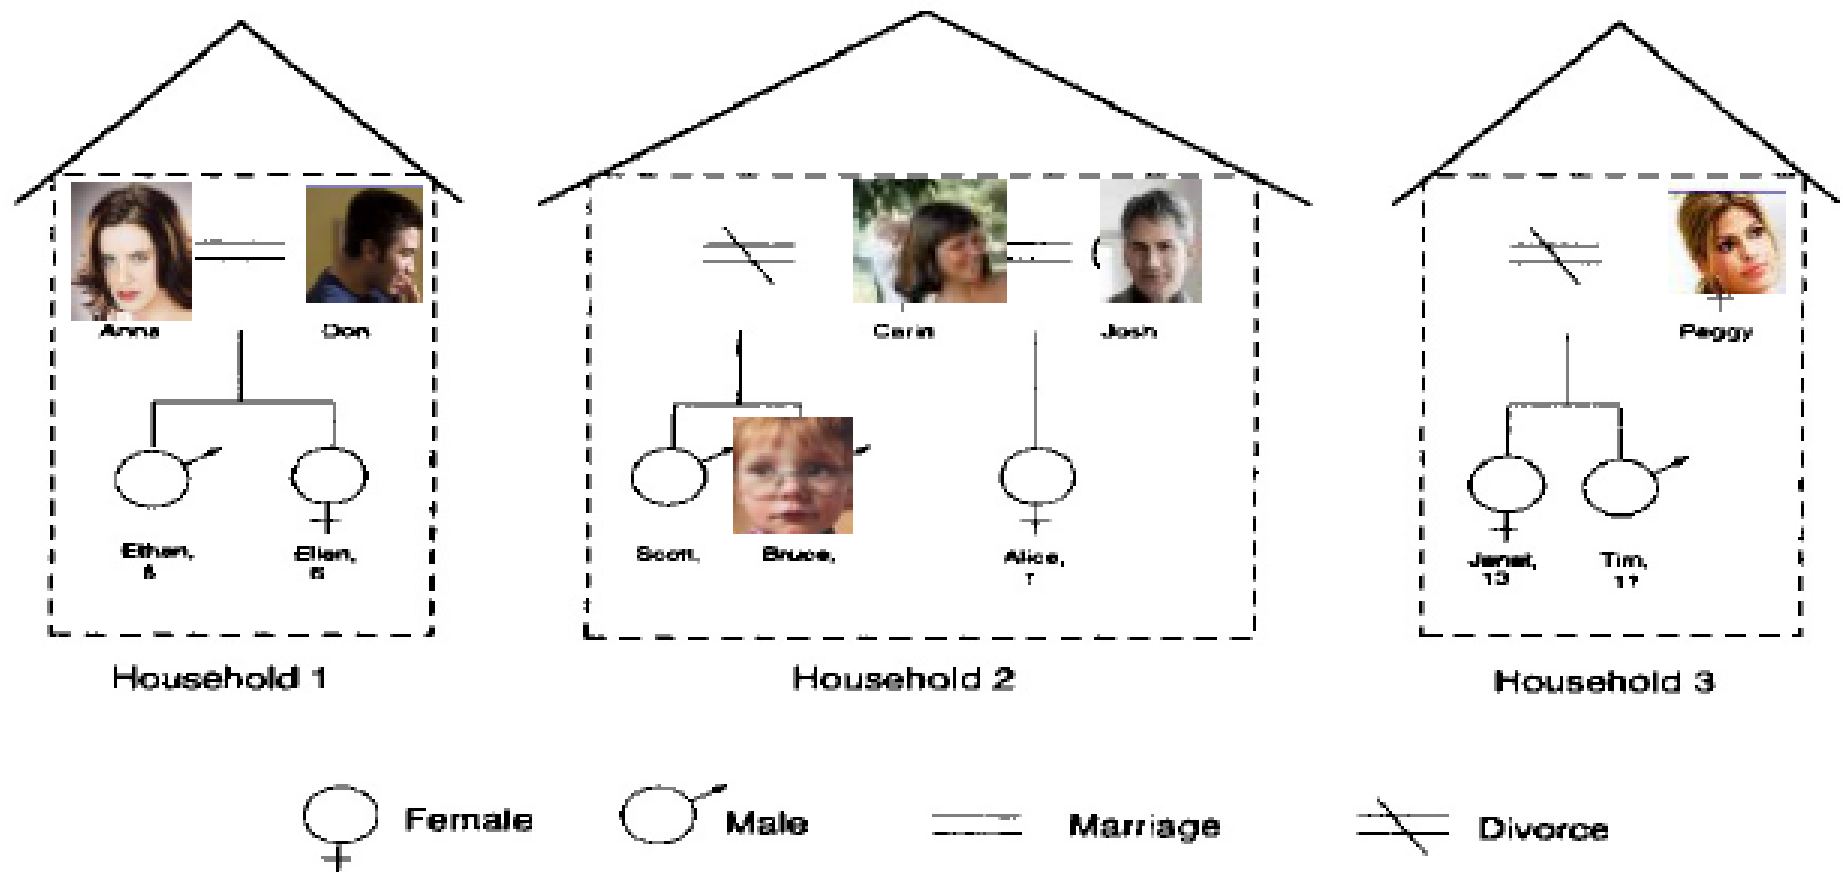 Anna
Don
Carin
Josh
Peggy
Ethan,
Ellen,
6
Scott,
Bruce,
Alice,
Janet,
13
Tim,
Household 1
Household 2
Household 3
Female
Male
Marriage
Divorce